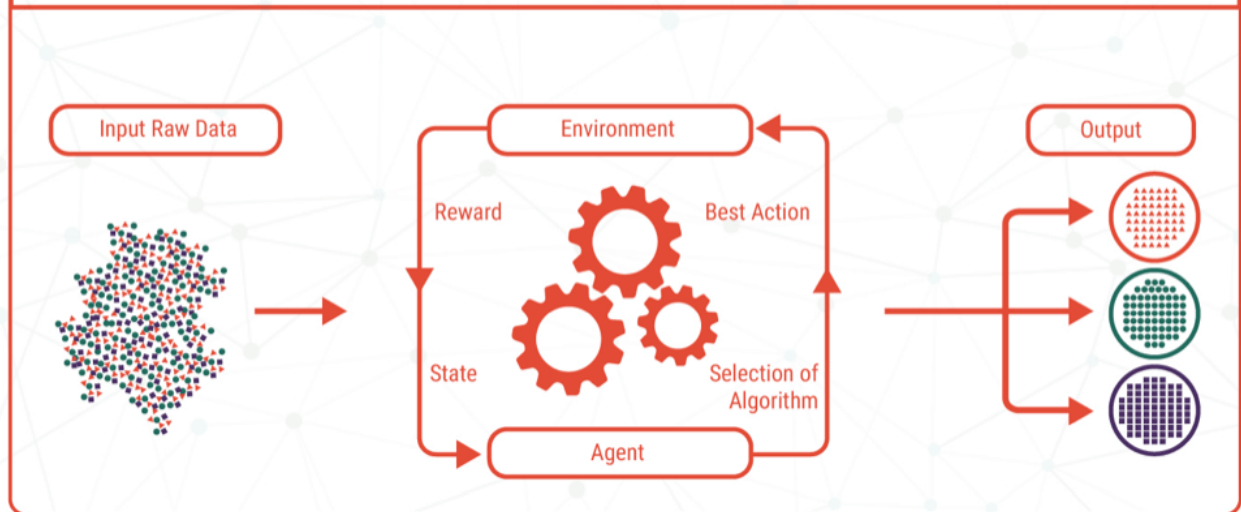 Input Raw Data
Environment
Output
Reward
Best Action
State
Selection of
Algorithm
Agent